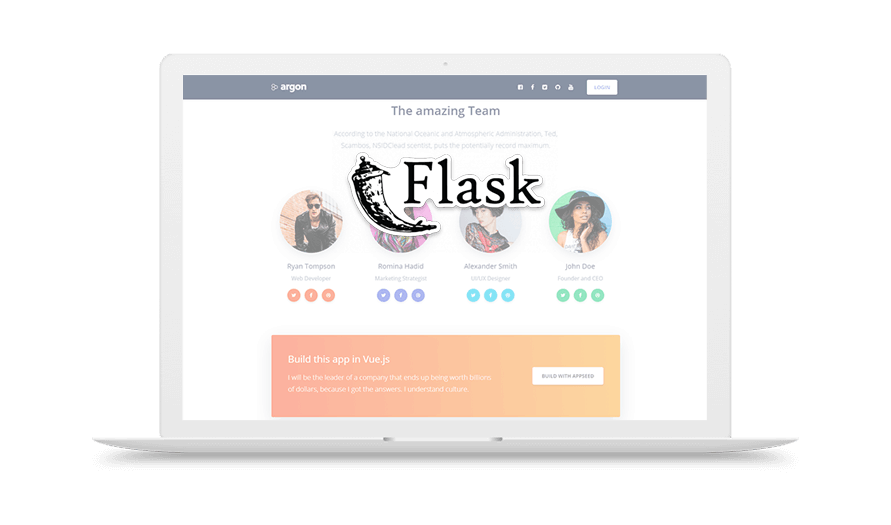 argon
LOGIN
The amazing Team
According to the National Oceanic and Atmospheric Administration, Ted,
Scambos, NSIDClead scentist, puts the potentially record maximum.
Flask
Ryan Tompson
Romina Hadid
Alexander Smith
John Doe
Web Developer
Marketing Strategist
UI/UX Designer
Founder and CEO
Build this app in Vue.js
I will be the leader of a company that ends up being worth billions
of dollars, because I got the answers. I understand culture.
BUILD WITH APPSEED